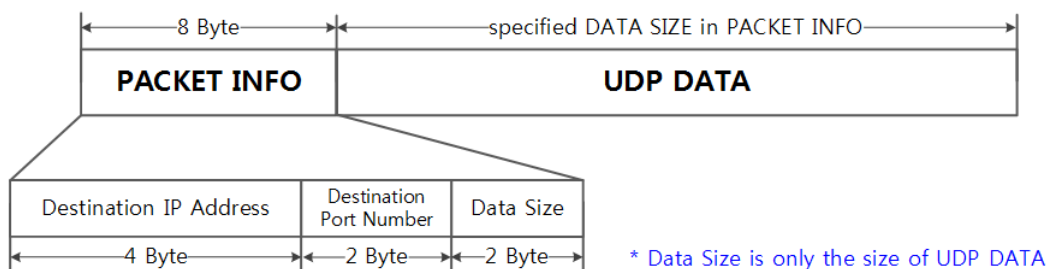 8 Byte specified DATA SIZE in PACKET INFO
PACKET INFO UDP DATA
Destination IP Address Destination Port Number Data Size
4 Byte 2 Byte 2 Byte
* Data Size is only the size of UDP DATA